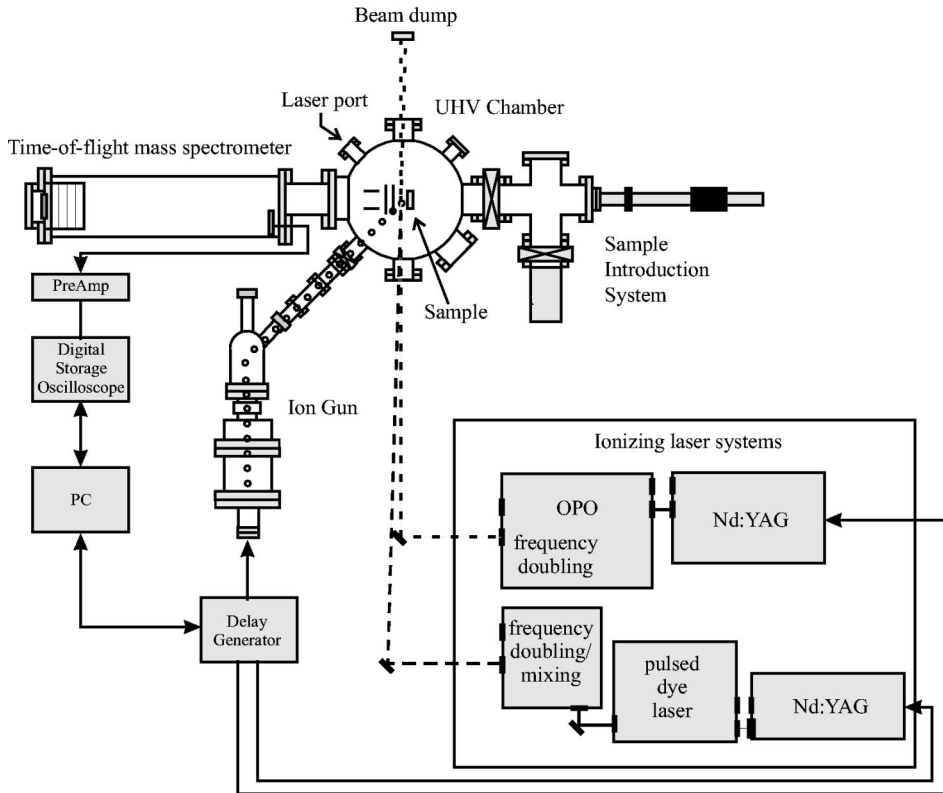 Beam dump
Laser port
UHV Chamber
Time-of-flight mass spectrometer
Sample
Introduction
System
Sample
PreAmp
Digital
Storage
Oscilloscope
Ion Gun
PC
Delay
Generator
Ionizing laser systems
OPO
frequency
doubling
Nd:YAG
frequency
doubling/
mixing
pulsed
dye
laser
Nd:YAG